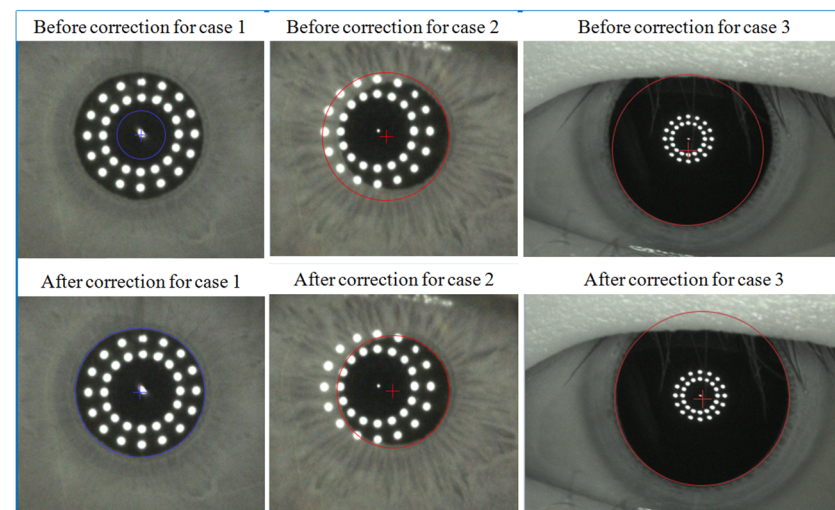 Before correction for case 1
Before correction for case 2
Before correction for case 3
After correction for case 1
After correction for case 2
After correction for case 3